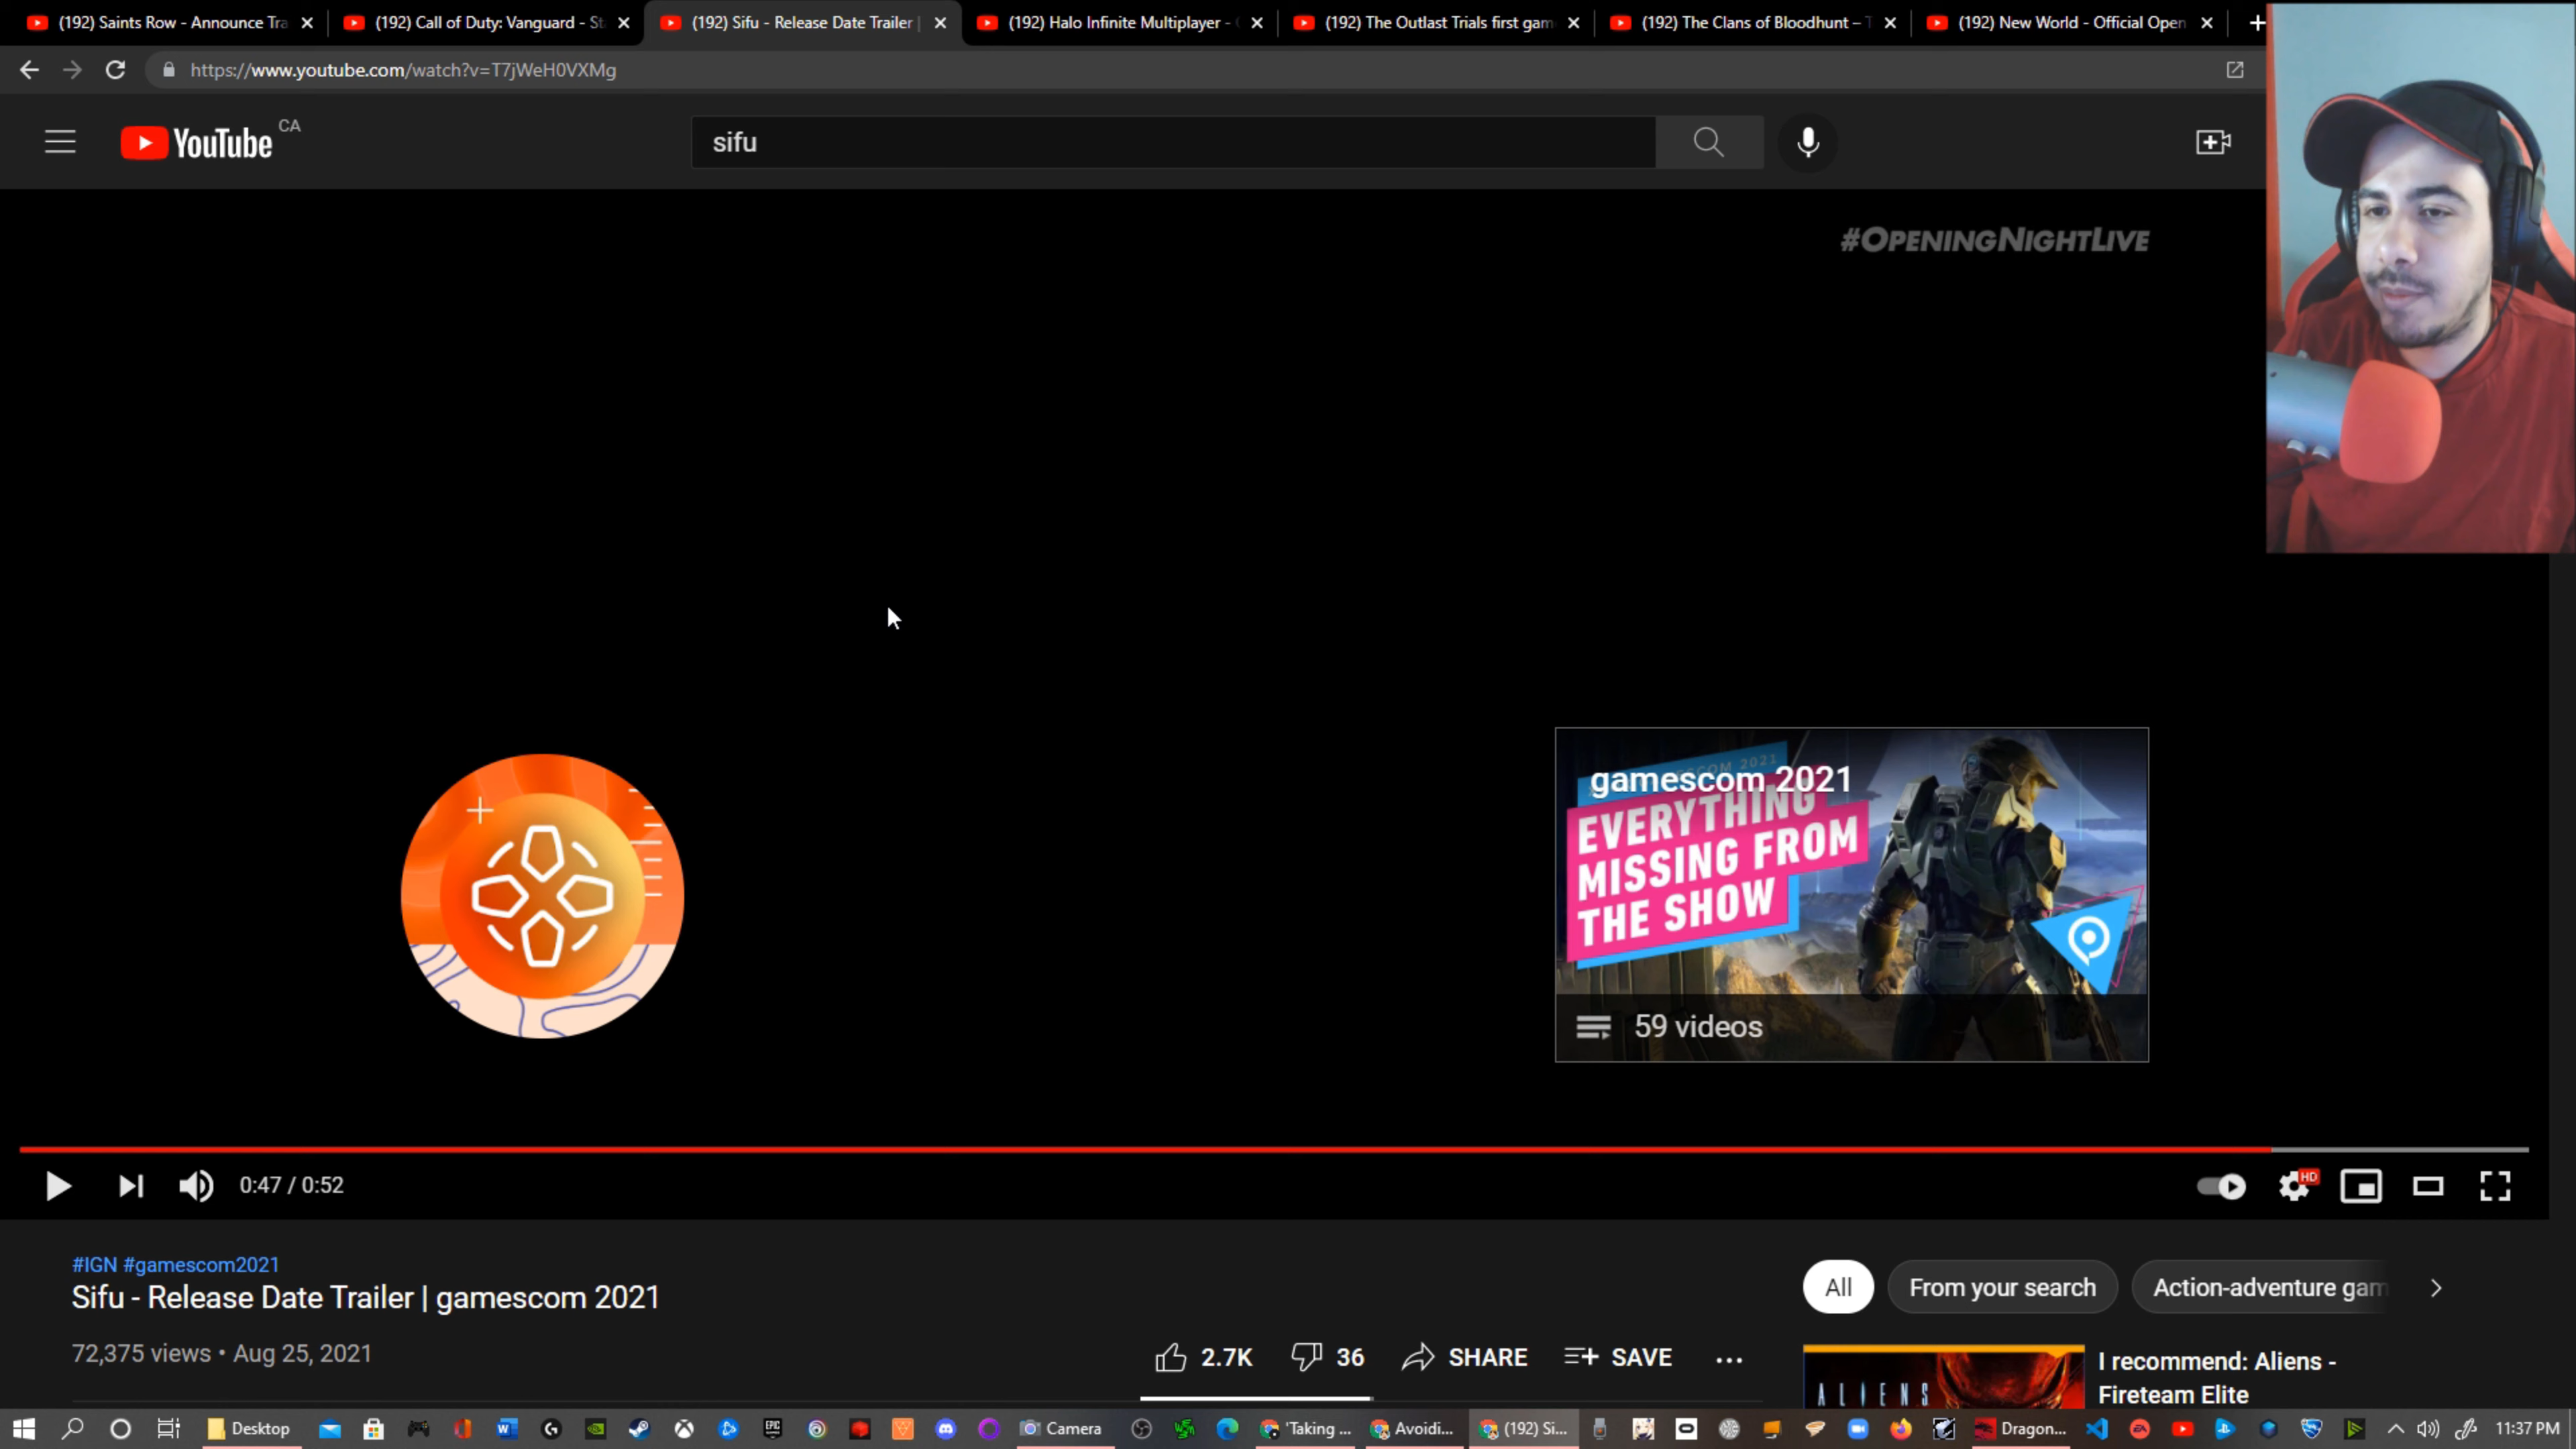 (192) Saints Row - Announce Tra
(192) Call of Duty: Vanguard - St
(192) Sifu - Release Date Trailer |
(192) Halo Infinite Multiplayer -
(192) The Outlast Trials first gam
(192) The Clans of Bloodhunt – T
(192) New World - Official Open
https://www.youtube.com/watch?v=T7jWeH0VXMg
YouTube CA
sifu
#OPENINGNIGHTLIVE
gamescom 2021
EVERYTHING
MISSING FROM
THE SHOW
59 videos
0:47 / 0:52
HD
#IGN #gamescom2021
Sifu - Release Date Trailer | gamescom 2021
72,375 views • Aug 25, 2021
2.7K
36
SHARE
SAVE
All
From your search
Action-adventure gam
ALIENS
I recommend: Aliens -
Fireteam Elite
Desktop
Camera
'Taking ...
Avoidi...
(192) Si...
Dragon...
11:37 PM